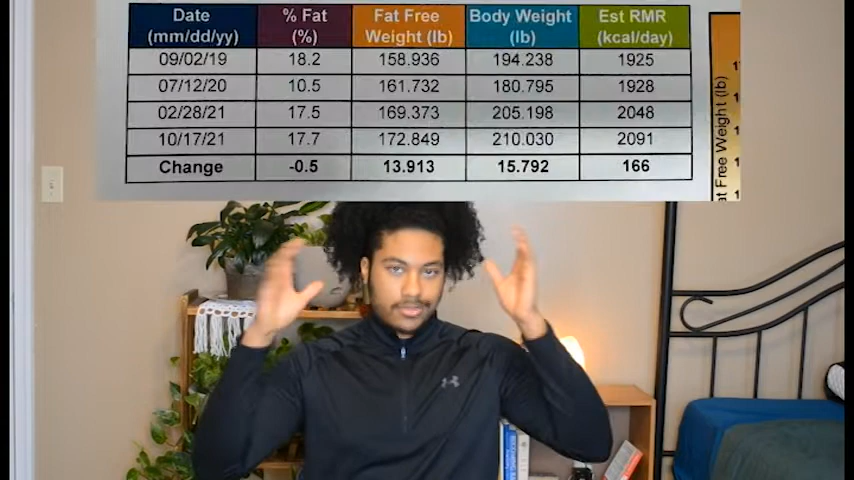 Date % Fat Fat Free Body Weight Est RMR
(mm/dd/yy) (%) Weight (lb) (lb) (kcal/day)
09/02/19 18.2 158.936 194.238 1925
07/12/20 10.5 161.732 180.795 1928
02/28/21 17.5 169.373 205.198 2048
10/17/21 17.7 172.849 210.030 2091
Change -0.5 13.913 15.792 166
at Free Weight (lb)